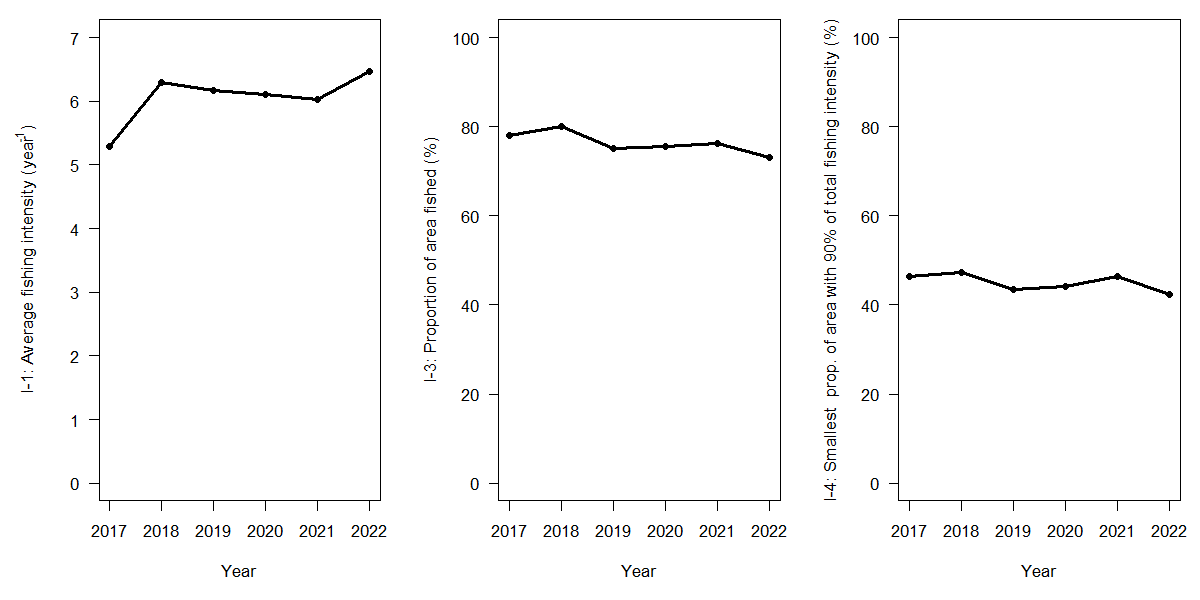 I-1: Average fishing intensity (year-1)
7
6
5
4
3
2
1
0
2017 2018 2019 2020 2021 2022
Year
I-3: Proportion of area fished (%)
100
80
60
40
20
0
2017 2018 2019 2020 2021 2022
Year
I-4: Smallest prop. of area with 90% of total fishing intensity (%)
100
80
60
40
20
0
2017 2018 2019 2020 2021 2022
Year